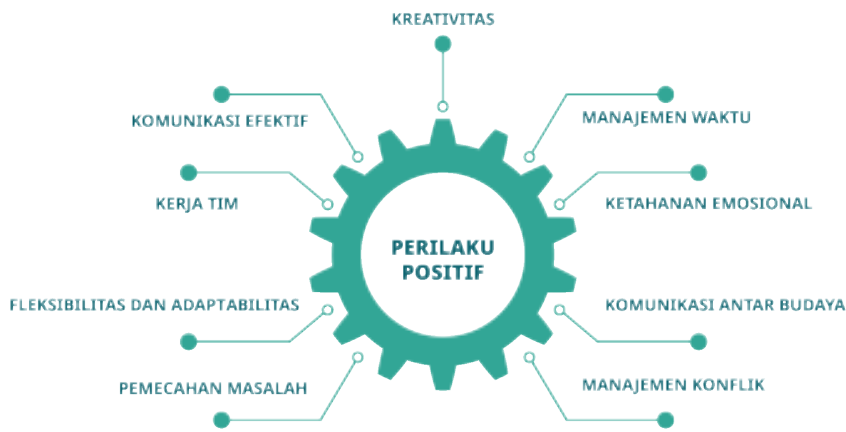 KREATIVITAS
KOMUNIKASI EFEKTIF
MANAJEMEN WAKTU
KERJA TIM
KETAHANAN EMOSIONAL
PERILAKU
POSITIF
FLEKSIBILITAS DAN ADAPTABILITAS
KOMUNIKASI ANTAR BUDAYA
PEMECAHAN MASALAH
MANAJEMEN KONFLIK